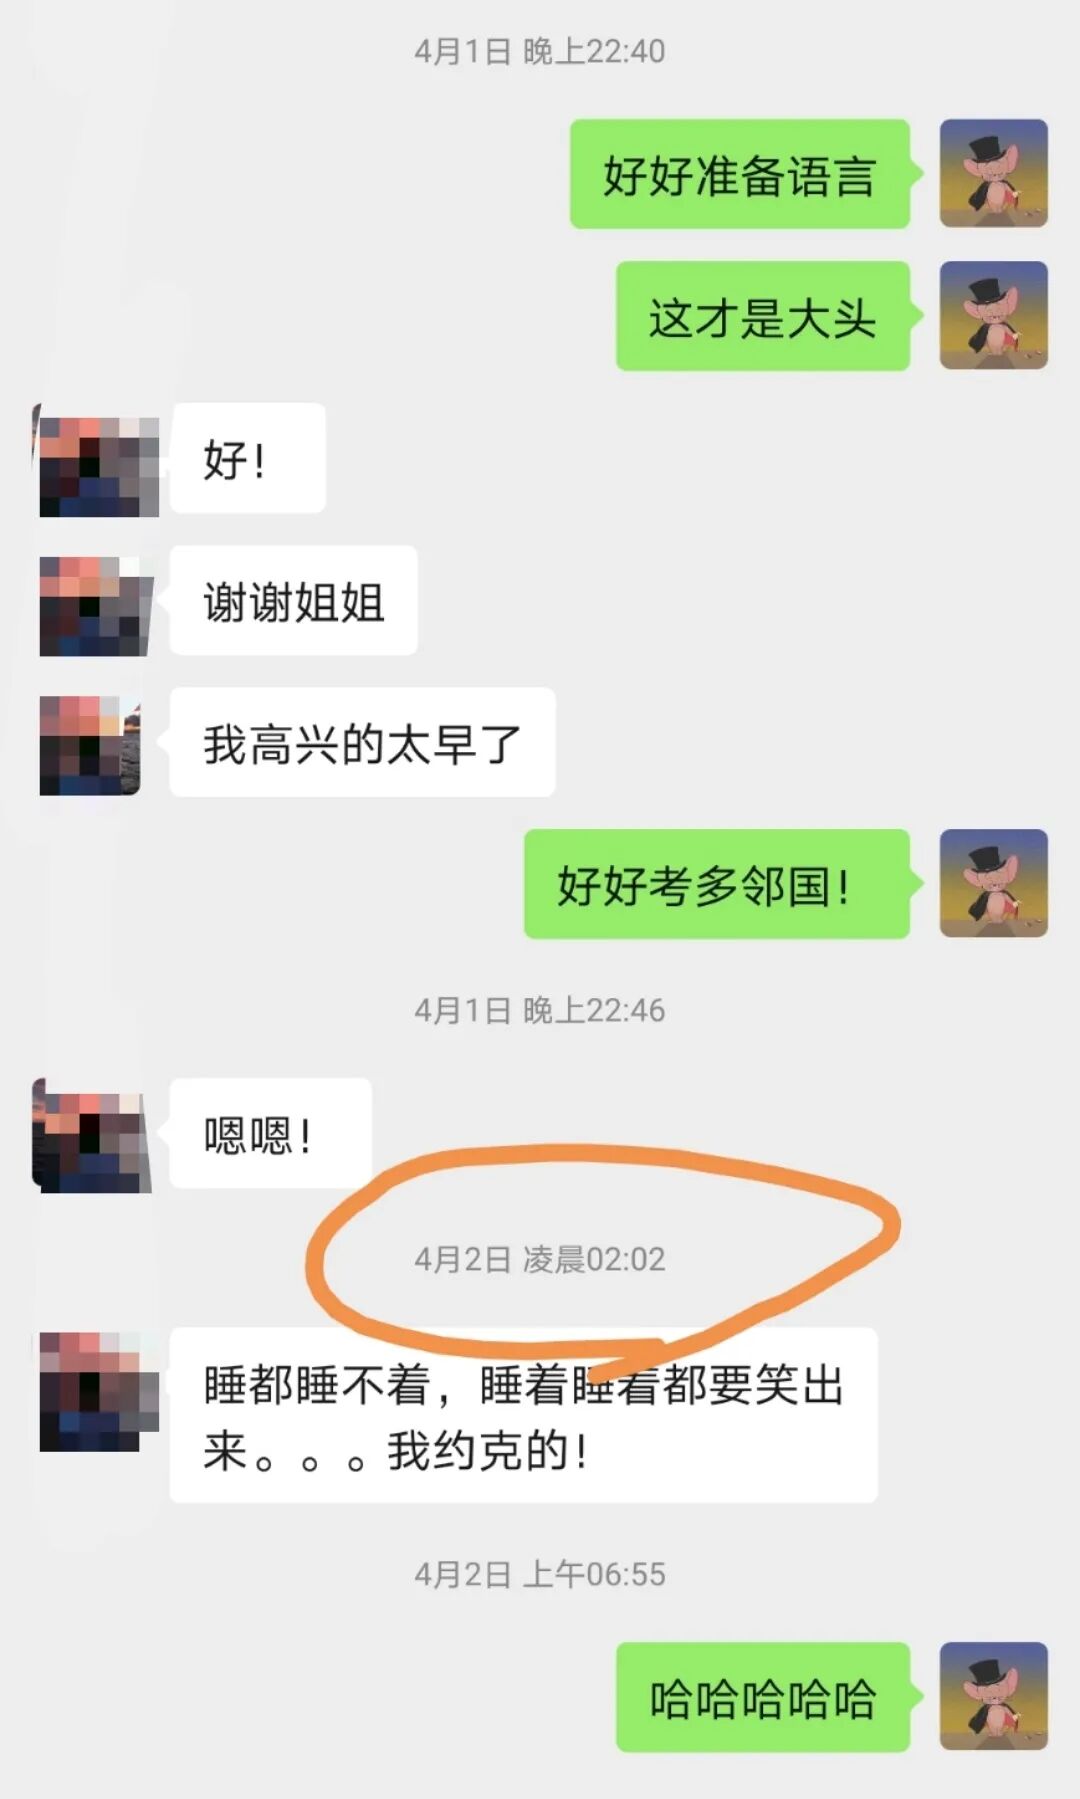 4月1日 晚上22:40
好好准备语言
这才是大头
好!
谢谢姐姐
我高兴的太早了
好好考多邻国!
4月1日 晚上22:46
嗯嗯!
4月2日 凌晨02:02
睡都睡不着，睡着睡着都要笑出
来。。。我约克的!
4月2日 上午06:55
哈哈哈哈哈